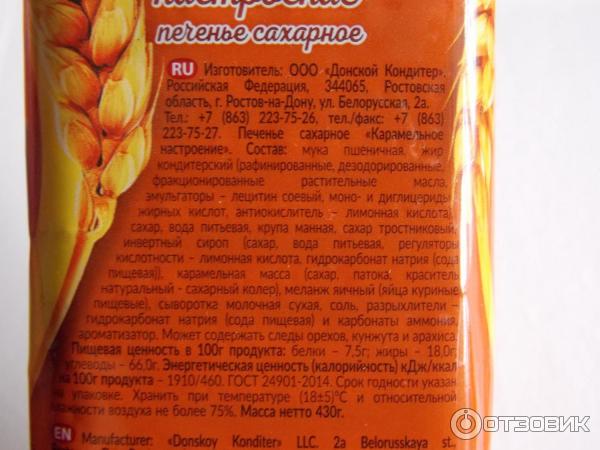 настроение
печенье сахарное
RU Изготовитель: ООО «Донской Кондитер».
Российская Федерация, 344065, Ростовская
область, г. Ростов-на-Дону, ул. Белорусская, 2а.
Тел.: +7 (863) 223-75-26, тел./факс: +7 (863)
223-75-27. Печенье сахарное «Карамельное
настроение». Состав: мука пшеничная, жир
кондитерский (рафинированные, дезодорированные,
фракционированные растительные масла,
эмульгаторы – лецитин соевый, моно- и диглицериды
жирных кислот, антиокислитель – лимонная кислота),
сахар, вода питьевая, крупа манная, сахар тростниковый,
инвертный сироп (сахар, вода питьевая, регуляторы
кислотности – лимонная кислота, гидрокарбонат натрия (сода
пищевая)), карамельная масса (сахар, патока, краситель
натуральный - сахарный колер), меланж яичный (яйца куриные
пищевые), сыворотка молочная сухая, соль, разрыхлители –
гидрокарбонат натрия (сода пищевая) и карбонаты аммония,
ароматизатор. Может содержать следы орехов, кунжута и арахиса.
Пищевая ценность в 100г продукта: белки – 7,5г; жиры – 18,0г;
углеводы – 66,0г. Энергетическая ценность (калорийность) кДж/ккал
на 100г продукта – 1910/460. ГОСТ 24901-2014. Срок годности указан
на упаковке. Хранить при температуре (18±5)°С и относительной
влажности воздуха не более 75%. Масса нетто 430г.
EN Manufacturer: «Donskoy Konditer» LLC. 2a Belorusskaya st.,
ОТЗОВИК